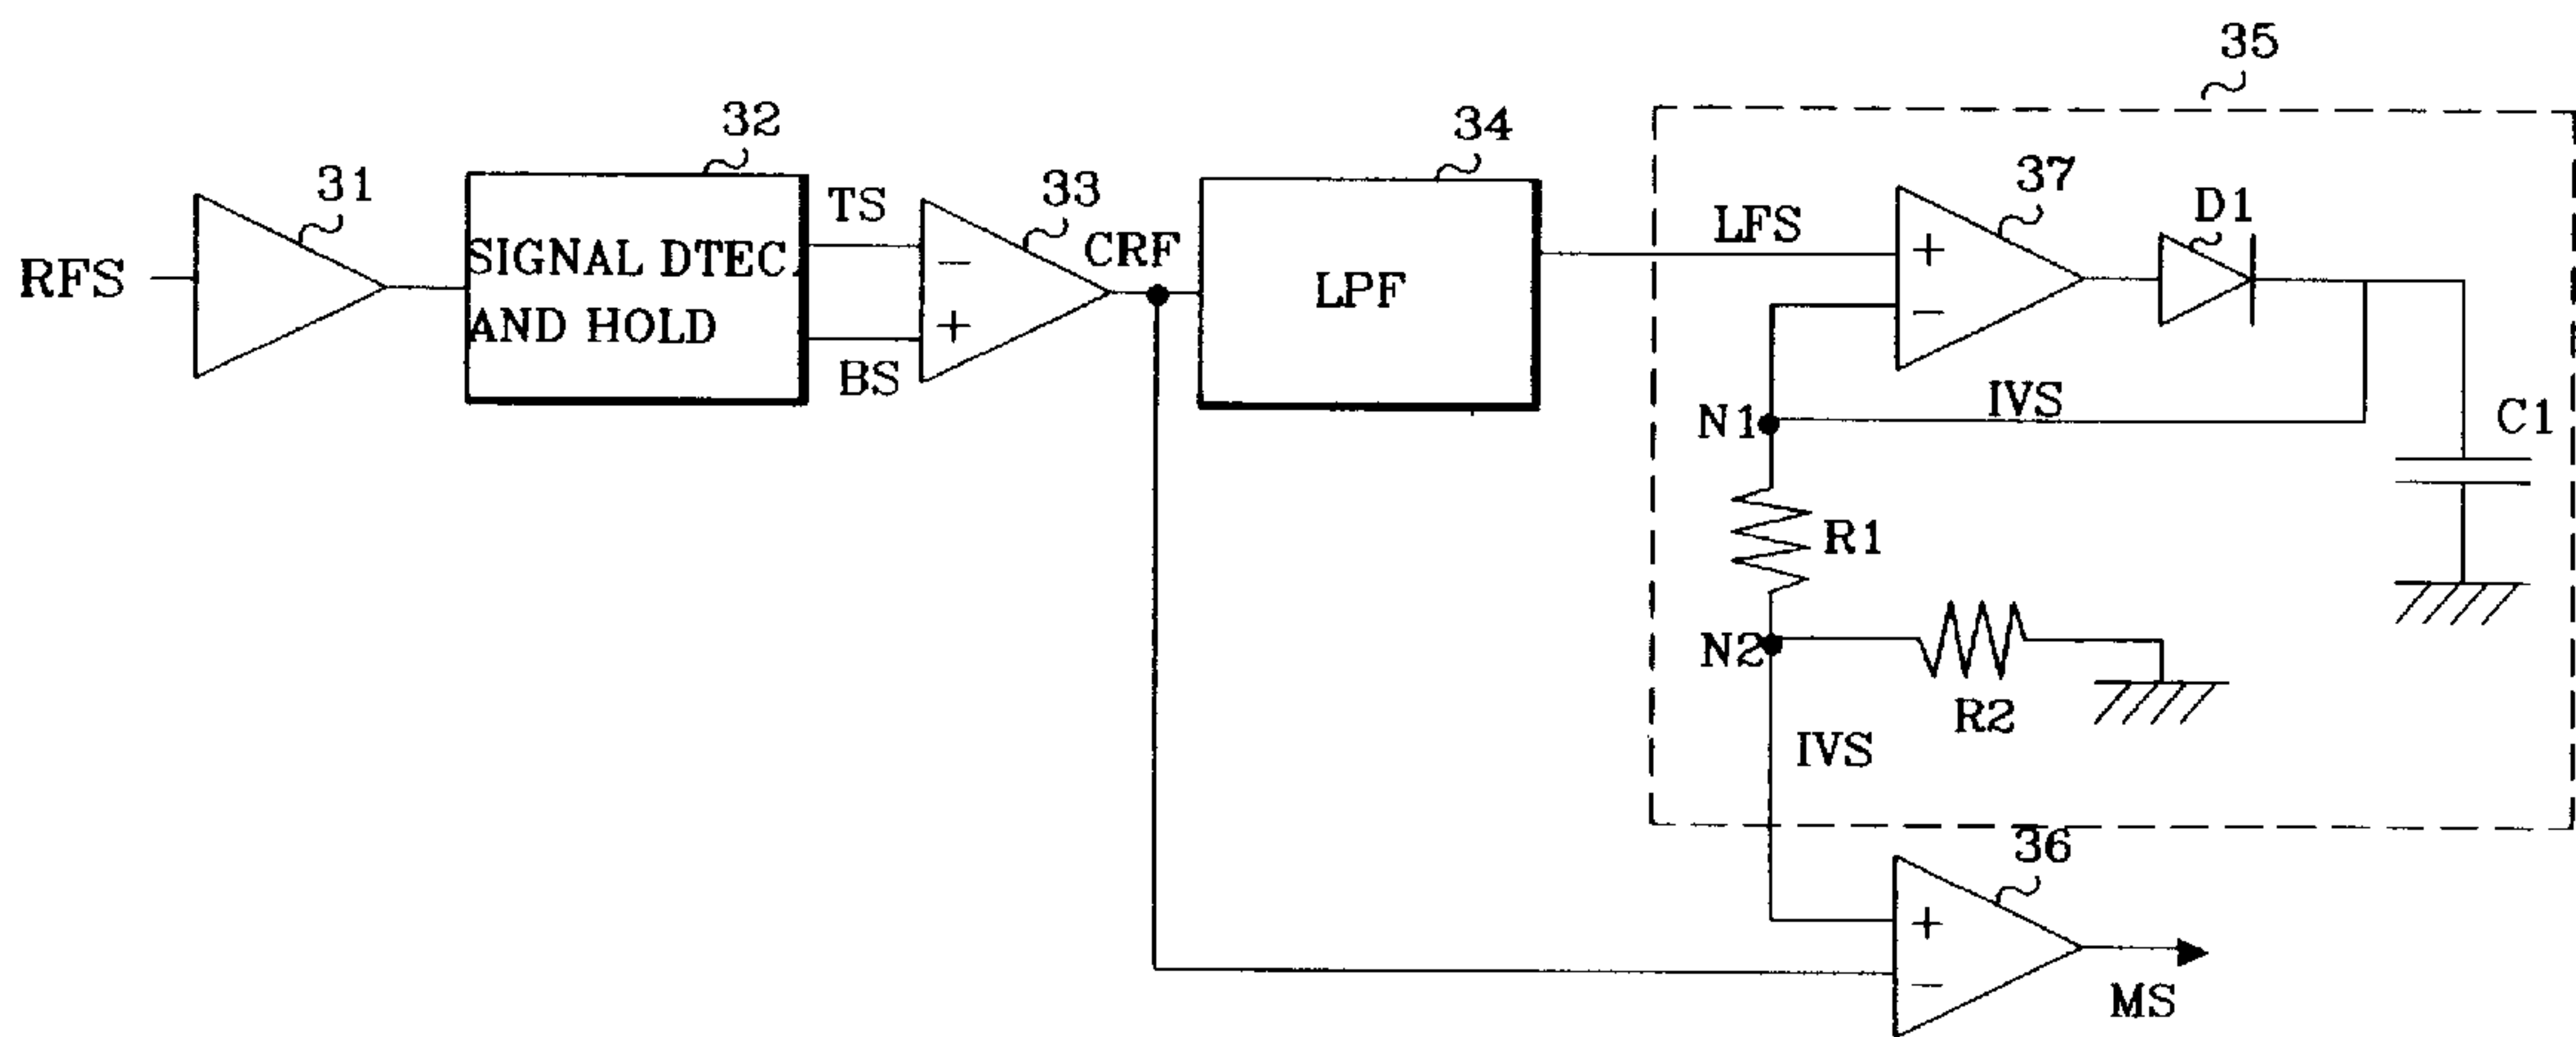 35
32
34
31
33
37
D1
TS
LFS
CRF
SIGNAL DTEC.
RFS
+
−
LPF
−
AND HOLD
+
BS
IVS
N1
C1
R1
N2
R2
IVS
36
+
−
MS